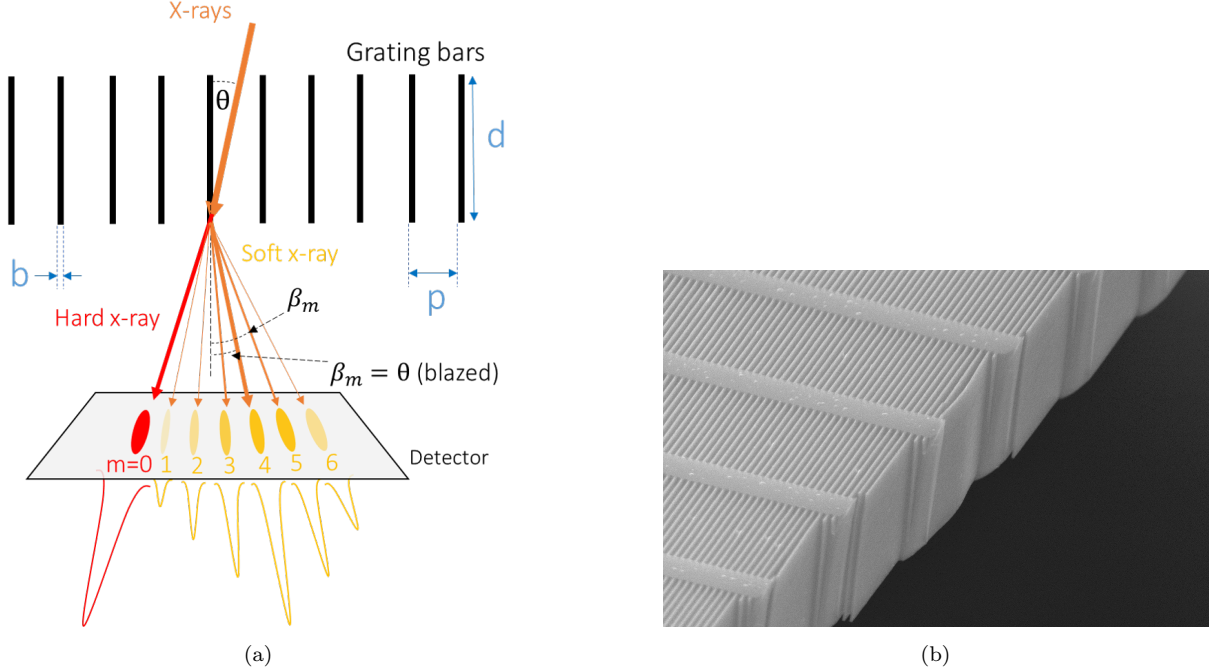 X-rays
Grating bars
θ
d
Soft x-ray
b
p
Hard x-ray
β_m
β_m = θ (blazed)
m=0 1 2 3 4 5 6
Detector
(a)
(b)